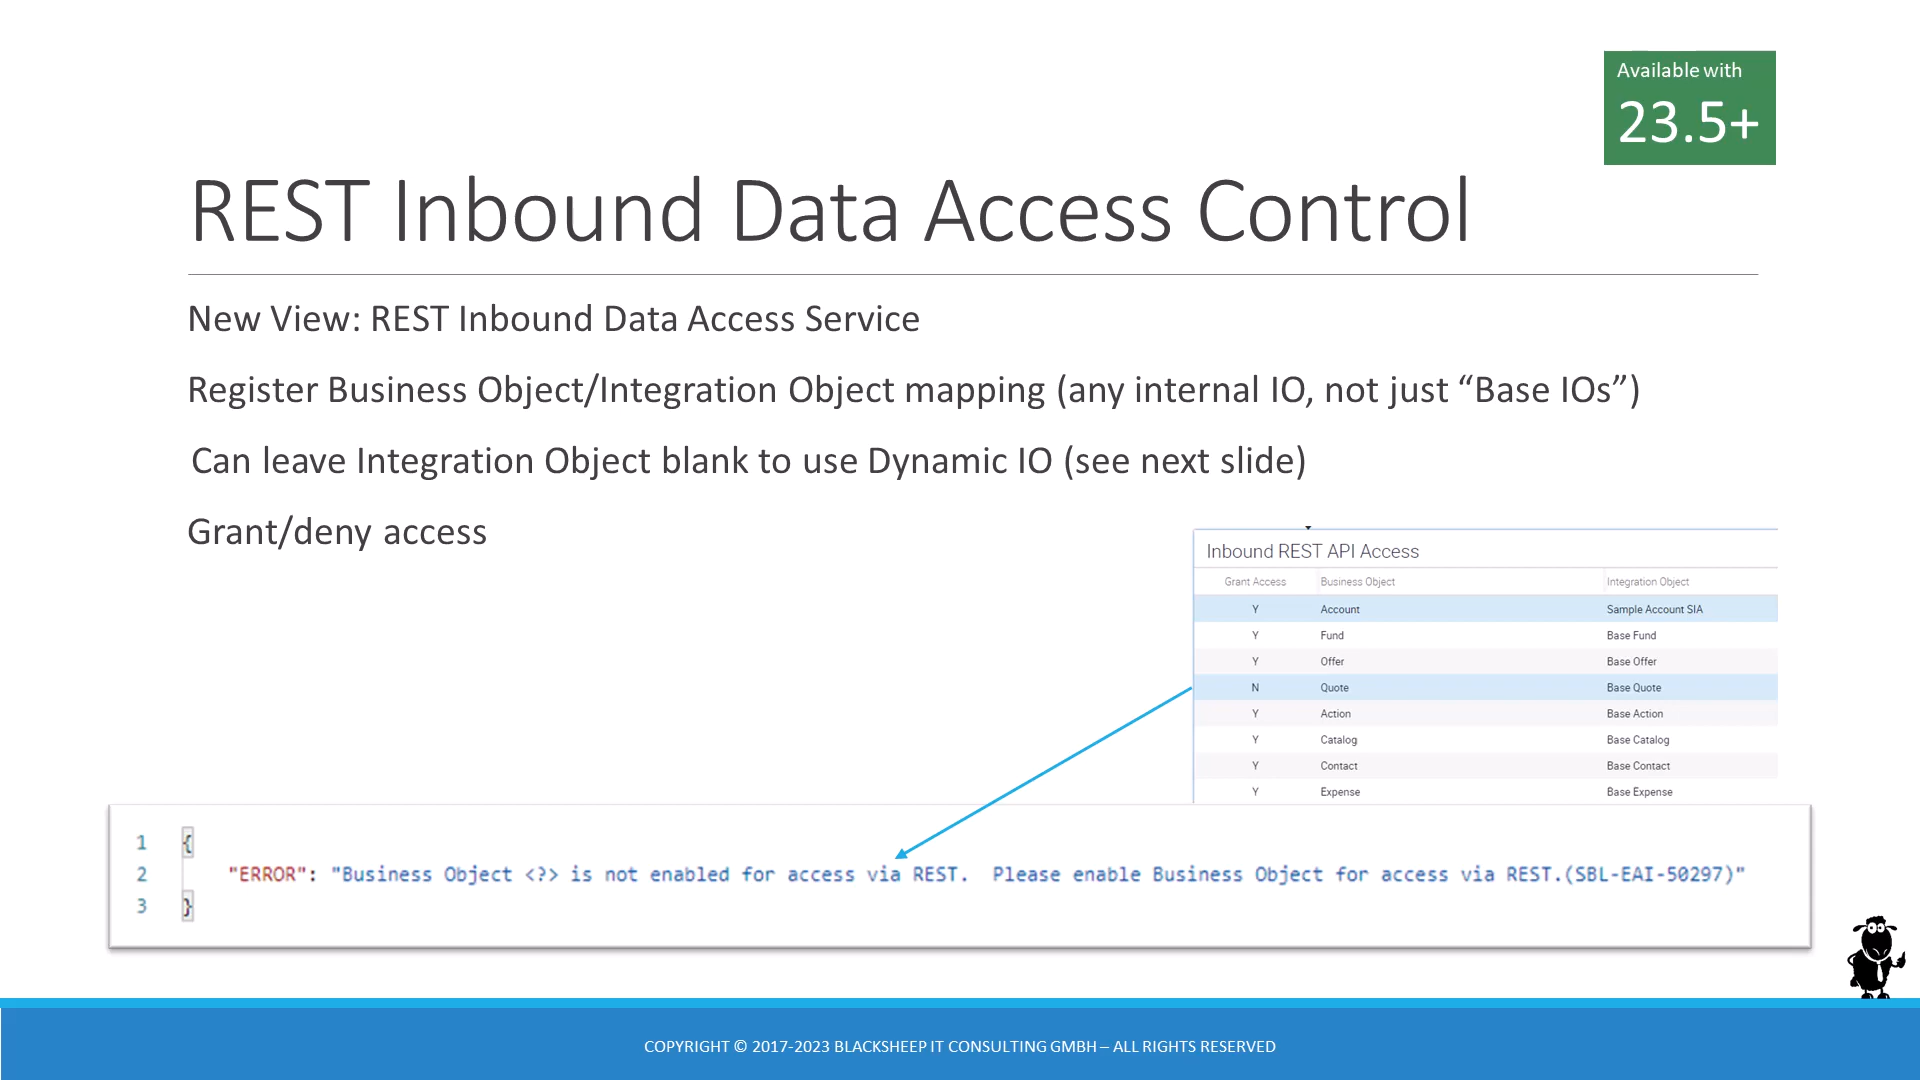 Available with
23.5+
REST Inbound Data Access Control
New View: REST Inbound Data Access Service
Register Business Object/Integration Object mapping (any internal IO, not just “Base IOs”)
Can leave Integration Object blank to use Dynamic IO (see next slide)
Grant/deny access
Inbound REST API Access
Grant Access Business Object Integration Object
Y Account Sample Account SIA
Y Fund Base Fund
Y Offer Base Offer
N Quote Base Quote
Y Action Base Action
Y Catalog Base Catalog
Y Contact Base Contact
Y Expense Base Expense
1 {
2 "ERROR": "Business Object <?> is not enabled for access via REST.  Please enable Business Object for access via REST.(SBL-EAI-50297)"
3 }
COPYRIGHT © 2017-2023 BLACKSHEEP IT CONSULTING GMBH – ALL RIGHTS RESERVED